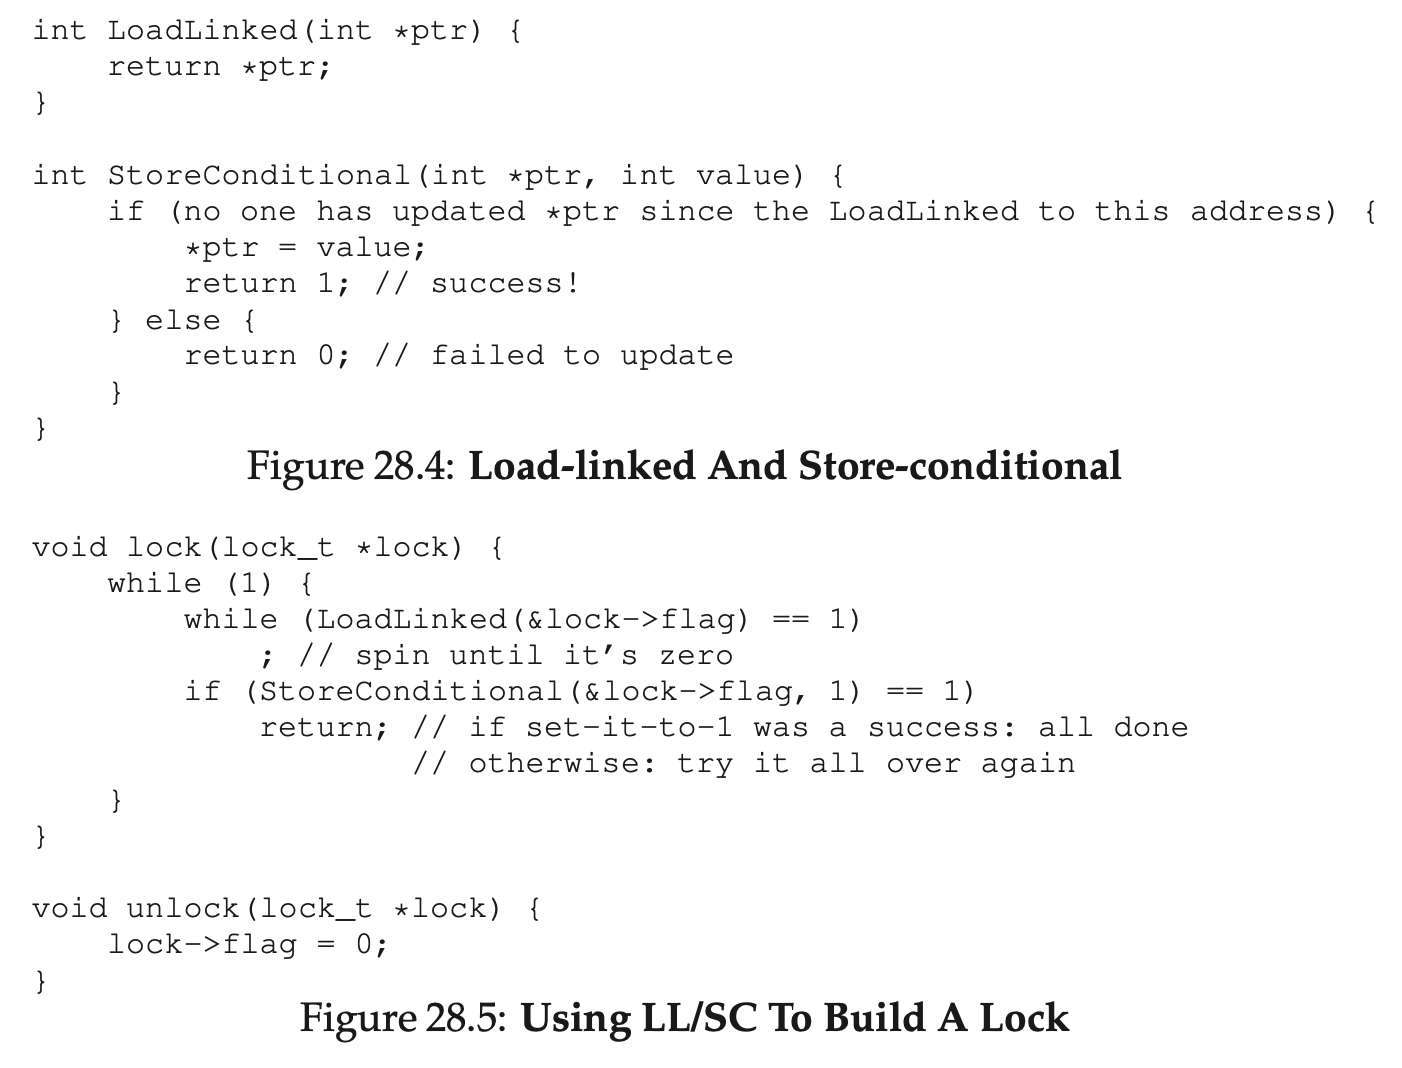 int LoadLinked(int *ptr) {
    return *ptr;
}

int StoreConditional(int *ptr, int value) {
    if (no one has updated *ptr since the LoadLinked to this address) {
        *ptr = value;
        return 1; // success!
    } else {
        return 0; // failed to update
    }
}
Figure 28.4: Load-linked And Store-conditional

void lock(lock_t *lock) {
    while (1) {
        while (LoadLinked(&lock->flag) == 1)
            ; // spin until it’s zero
        if (StoreConditional(&lock->flag, 1) == 1)
            return; // if set-it-to-1 was a success: all done
                    // otherwise: try it all over again
    }
}

void unlock(lock_t *lock) {
    lock->flag = 0;
}
Figure 28.5: Using LL/SC To Build A Lock